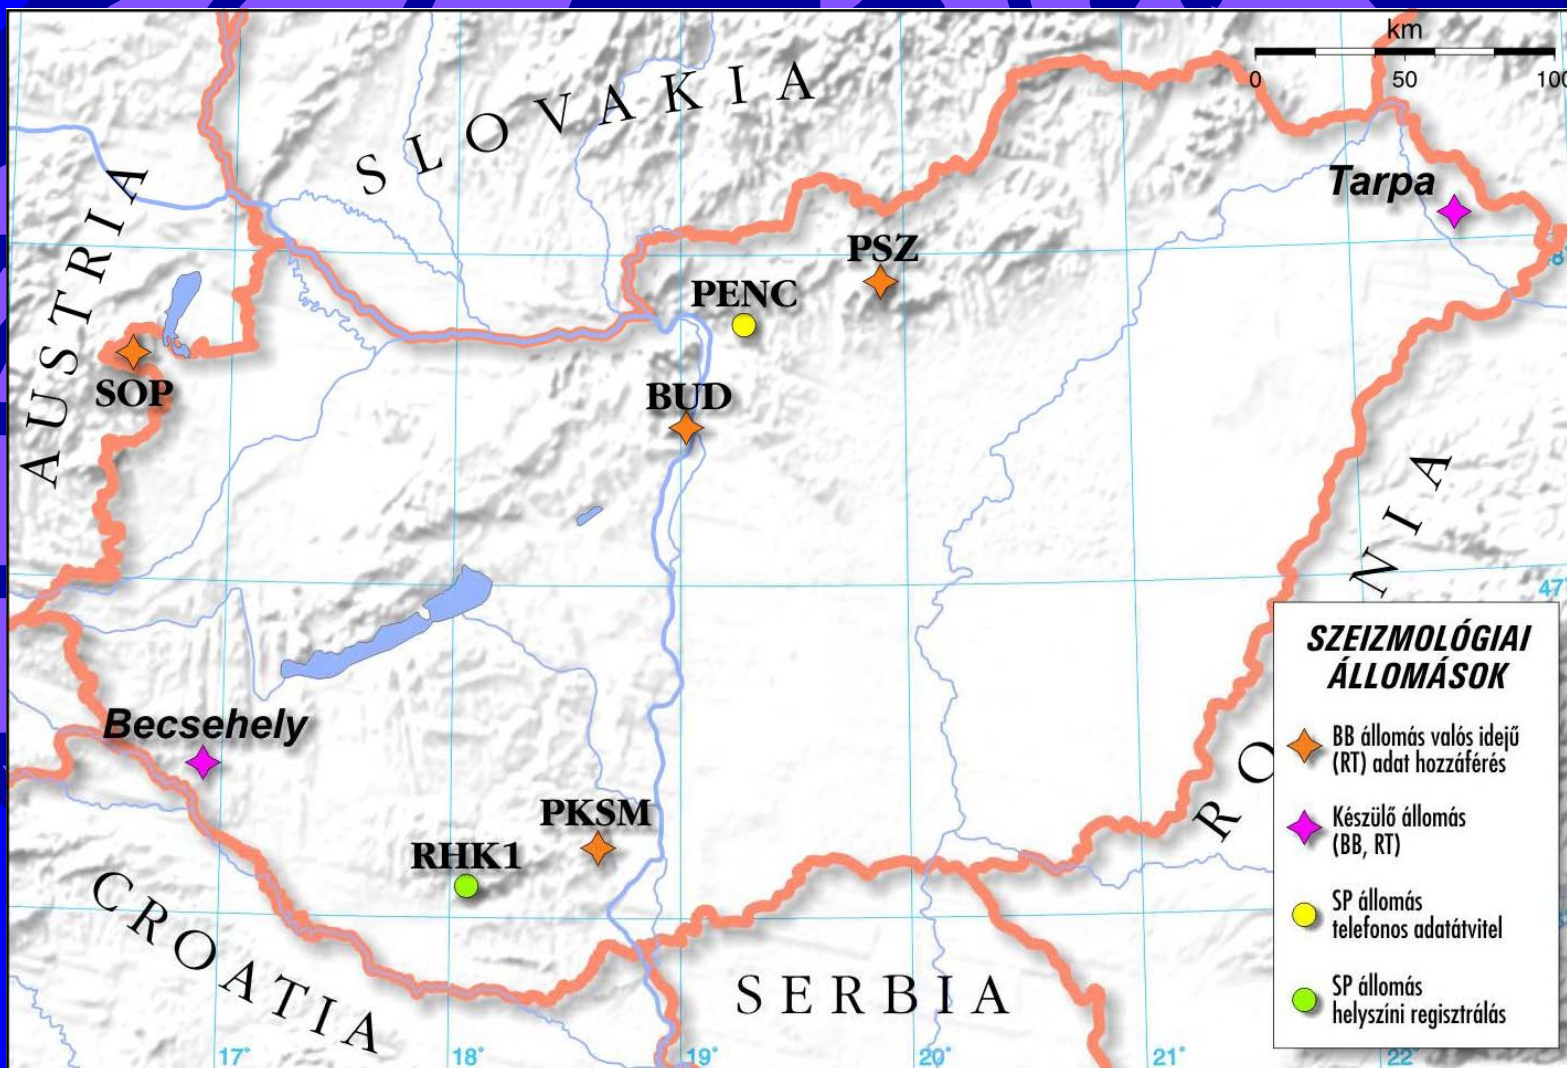 km
0 50 100
SLOVAKIA
AUSTRIA
Tarpa
PSZ
PENC
SOP
BUD
47°
ROMANIA
Becsehely
PKSM
RHK1
CROATIA
SERBIA
17° 18° 19° 20° 21° 22°
SZEIZMOLÓGIAI
ÁLLOMÁSOK
BB állomás valós idejű
(RT) adat hozzáférés
Készülő állomás
(BB, RT)
SP állomás
telefonos adatátvitel
SP állomás
helyszíni regisztrálás